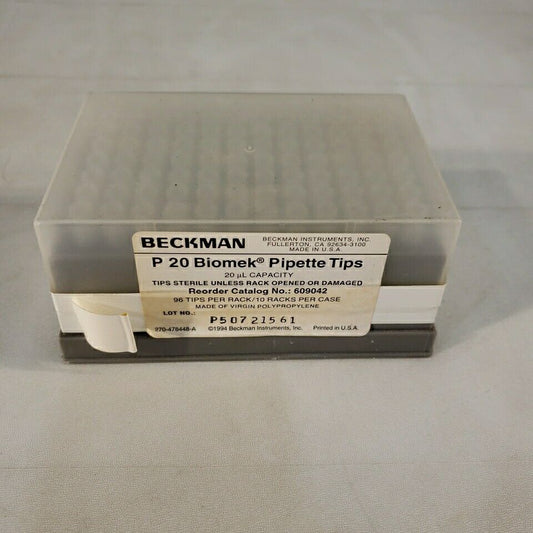 BECKMAN
BECKMAN INSTRUMENTS, INC.
FULLERTON, CA 92634-3100
MADE IN U.S.A.
P 20 Biomek® Pipette Tips
20 µL CAPACITY
TIPS STERILE UNLESS RACK OPENED OR DAMAGED
Reorder Catalog No.: 609042
96 TIPS PER RACK/10 RACKS PER CASE
MADE OF VIRGIN POLYPROPYLENE
LOT NO.: P50721561
970-478448-A ©1994 Beckman Instruments, Inc. Printed in U.S.A.